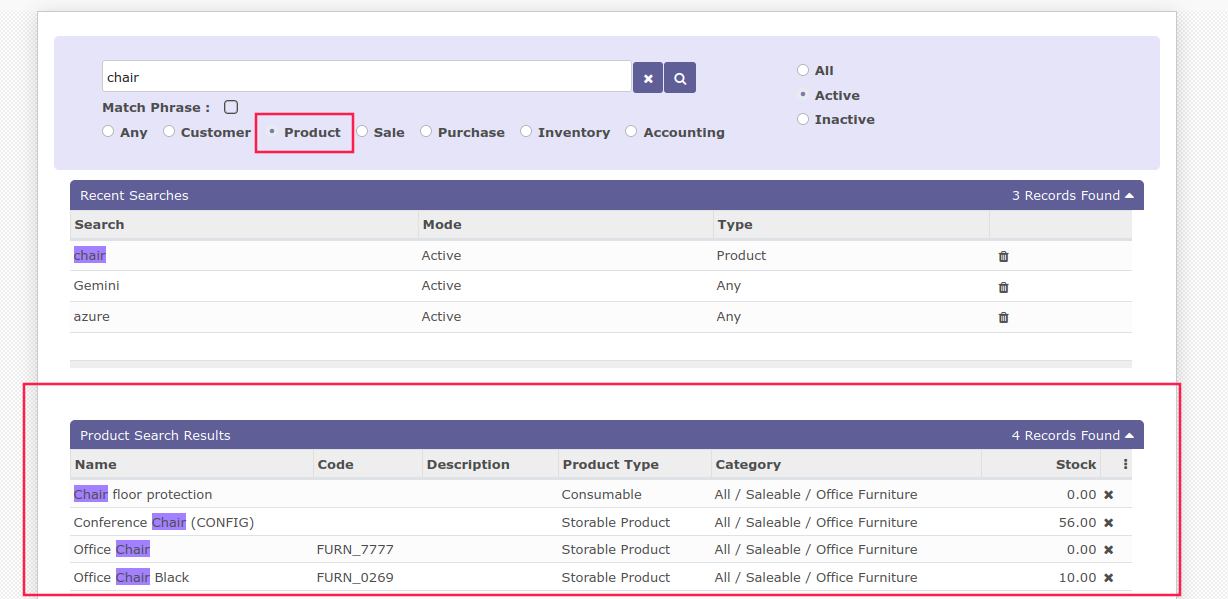 chair
Match Phrase :
Any Customer Product Sale Purchase Inventory Accounting
All
Active
Inactive
Recent Searches 3 Records Found
Search Mode Type
chair Active Product
Gemini Active Any
azure Active Any
Product Search Results 4 Records Found
Name Code Description Product Type Category Stock
Chair floor protection Consumable All / Saleable / Office Furniture 0.00
Conference Chair (CONFIG) Storable Product All / Saleable / Office Furniture 56.00
Office Chair FURN_7777 Storable Product All / Saleable / Office Furniture 0.00
Office Chair Black FURN_0269 Storable Product All / Saleable / Office Furniture 10.00